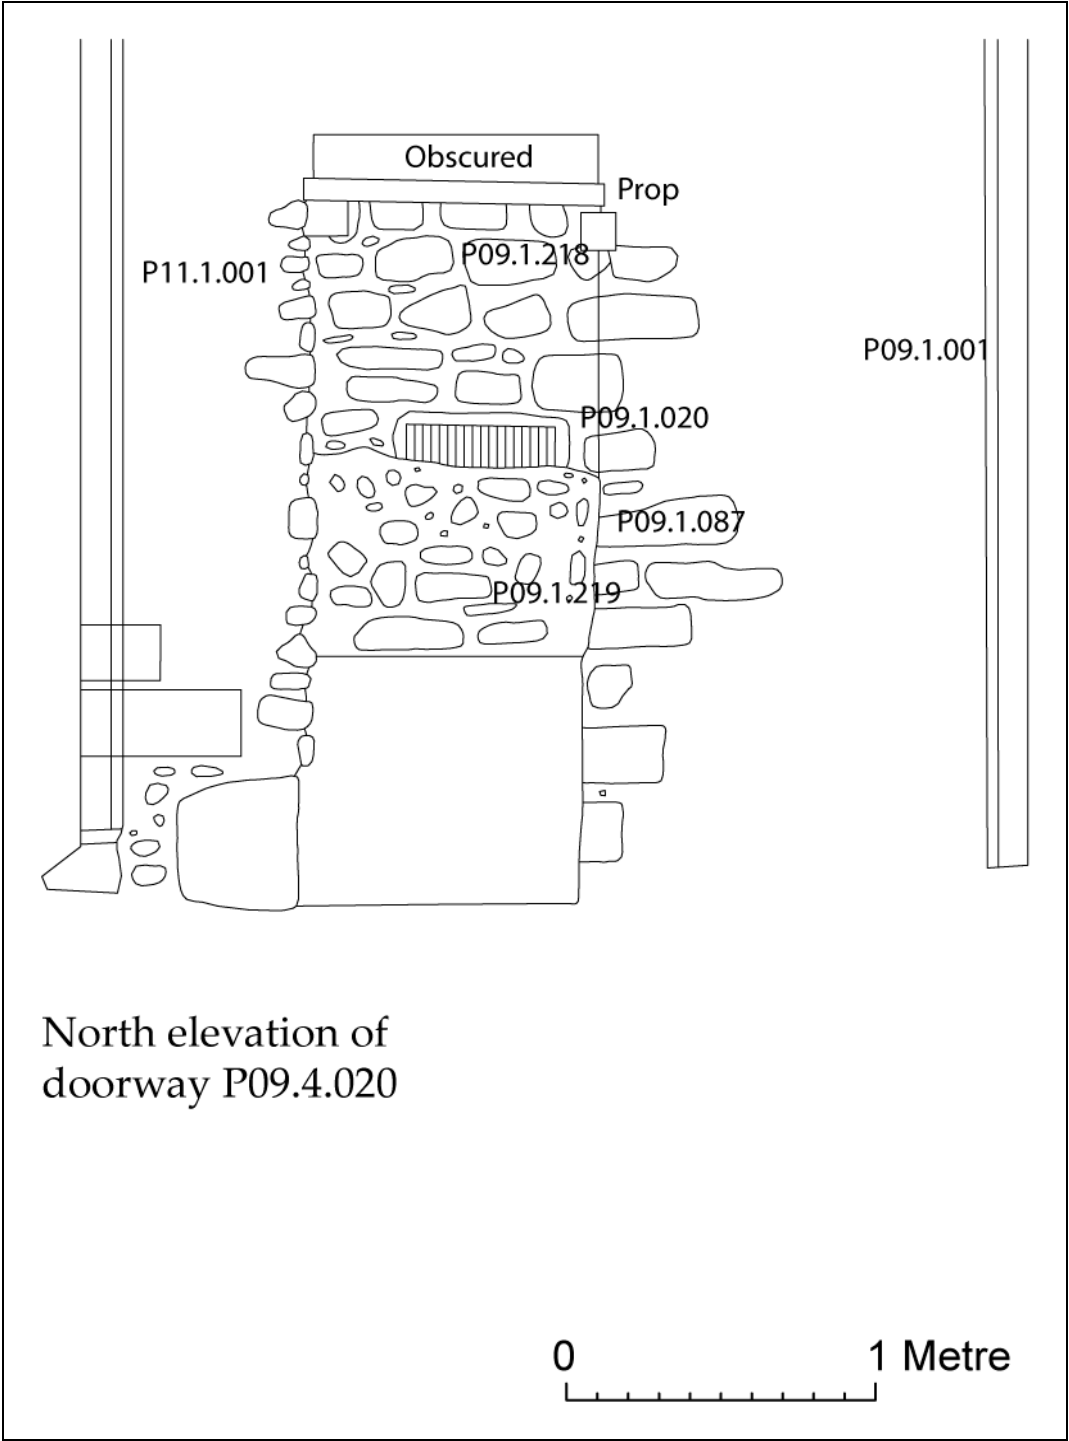 Obscured
Prop
P09.1.218
P11.1.001
P09.1.001
P09.1.020
P09.1.087
P09.1.219
North elevation of
doorway P09.4.020
0 1 Metre